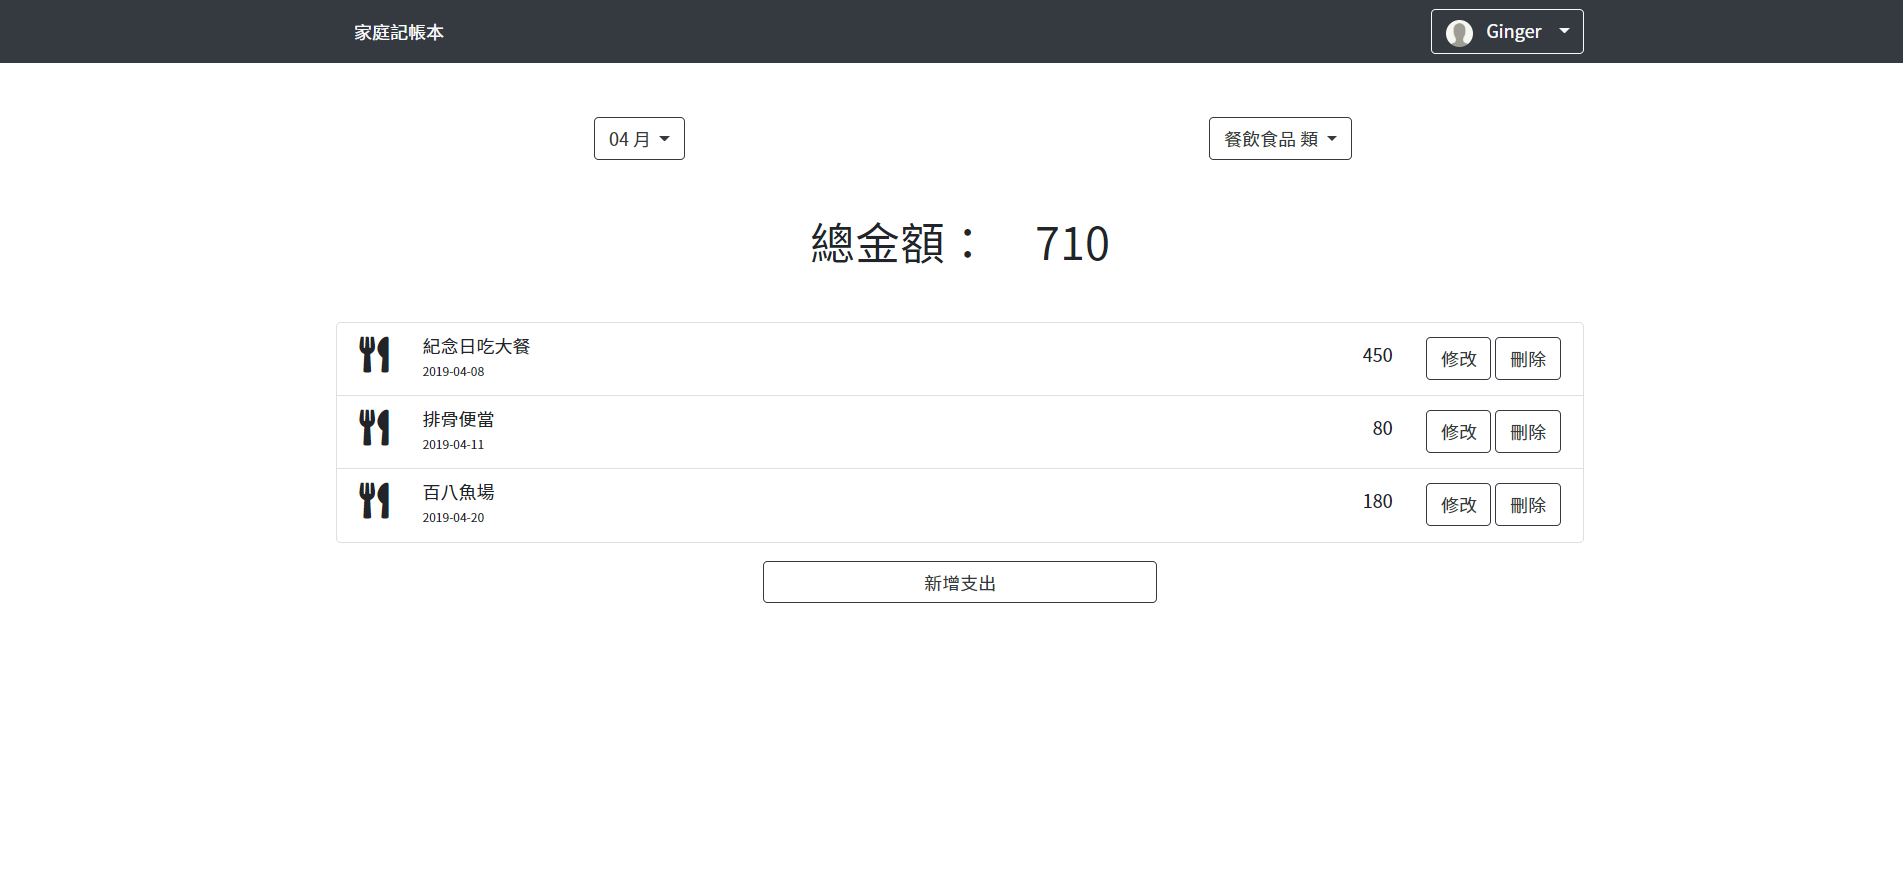 家庭記帳本
Ginger
04 月
餐飲食品 類
總金額： 710
紀念日吃大餐
2019-04-08
450
修改
刪除
排骨便當
2019-04-11
80
修改
刪除
百八魚場
2019-04-20
180
修改
刪除
新增支出